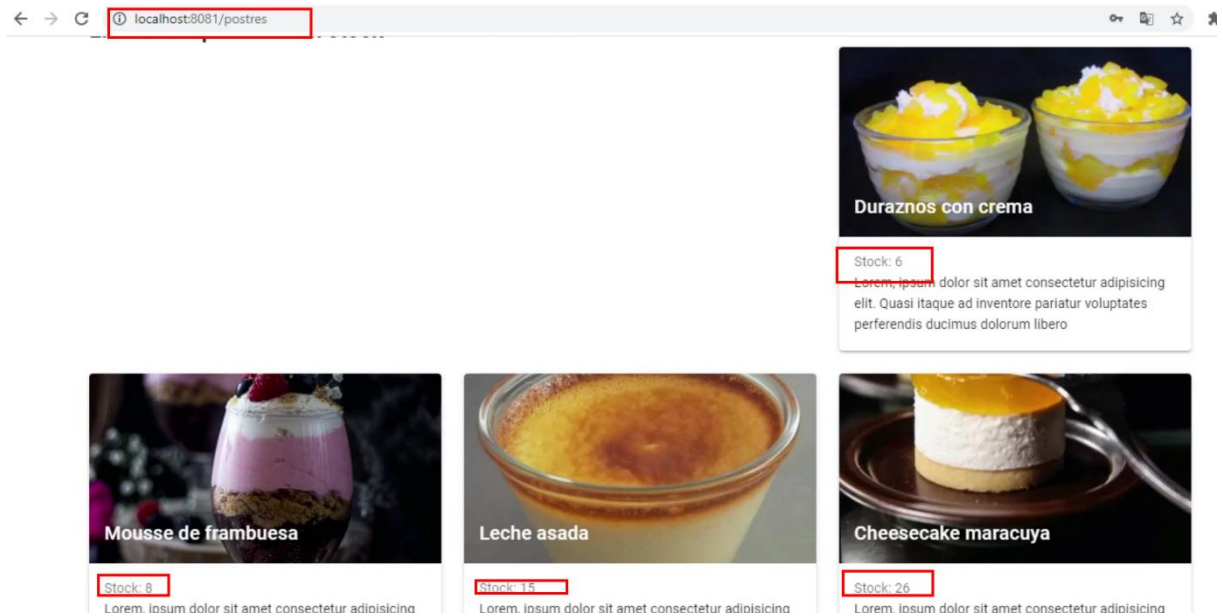 localhost:8081/postres
Duraznos con crema
Stock: 6
Lorem, ipsum dolor sit amet consectetur adipisicing
elit. Quasi itaque ad inventore pariatur voluptates
perferendis ducimus dolorum libero
Mousse de frambuesa
Leche asada
Cheesecake maracuya
Stock: 8
Stock: 15
Stock: 26
Lorem, ipsum dolor sit amet consectetur adipisicing
Lorem, ipsum dolor sit amet consectetur adipisicing
Lorem, ipsum dolor sit amet consectetur adipisicing